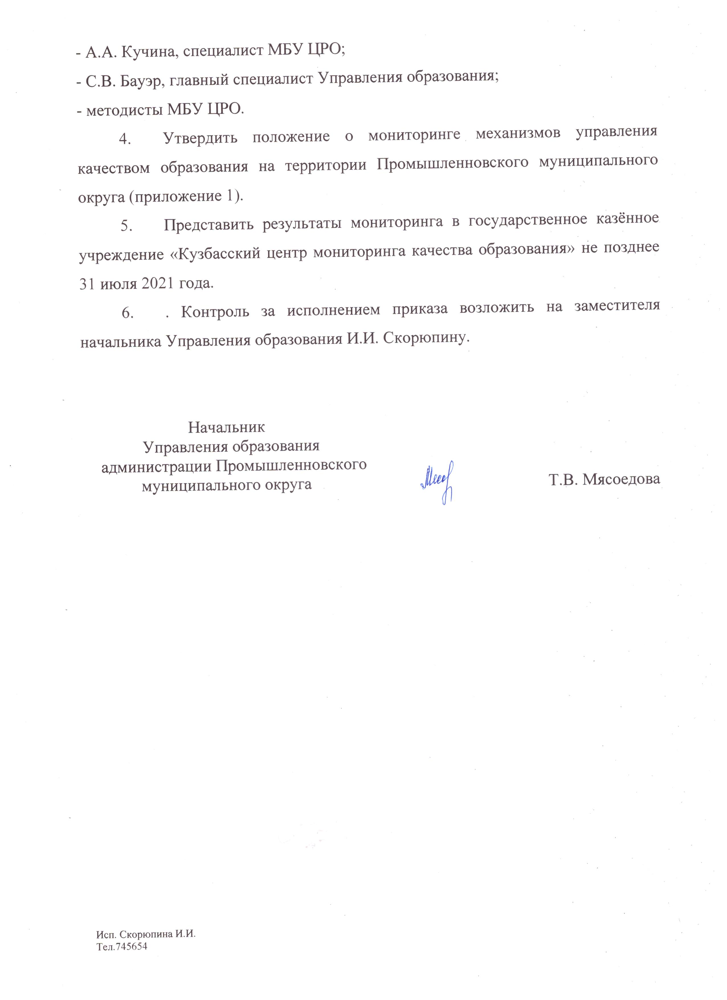 - А.А. Кучина, специалист МБУ ЦРО;
- С.В. Бауэр, главный специалист Управления образования;
- методисты МБУ ЦРО.
4. Утвердить положение о мониторинге механизмов управления
качеством образования на территории Промышленновского муниципального
округа (приложение 1).
5. Представить результаты мониторинга в государственное казённое
учреждение «Кузбасский центр мониторинга качества образования» не позднее
31 июля 2021 года.
6. . Контроль за исполнением приказа возложить на заместителя
начальника Управления образования И.И. Скорюпину.
Начальник
Управления образования
администрации Промышленновского
муниципального округа
Т.В. Мясоедова
Исп. Скорюпина И.И.
Тел.745654